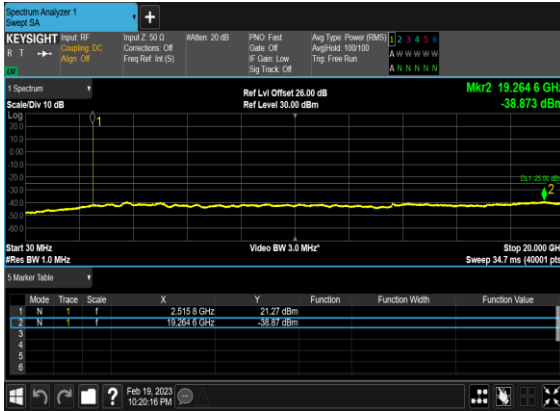 Spectrum Analyzer 1
Swept SA
+
KEYSIGHT Input: RF Input Z: 50 Ω #Atten: 20 dB PNO: Fast Avg Type: Power (RMS) 1 2 3 4 5 6
R T Coupling: DC Corrections: Off Gate: Off Avg|Hold: 100/100 A W W W W W
Align: Off Freq Ref: Int (S) IF Gain: Low Trig: Free Run
Sig Track: Off A N N N N N
1 Spectrum Ref Lvl Offset 26.00 dB Mkr2 19.264 6 GHz
Scale/Div 10 dB Ref Level 30.00 dBm -38.873 dBm
Log
1
20.0
10.0
0.00
-10.0
-20.0
DL1 -25.00 dBm
2
-30.0
-40.0
-50.0
-60.0
Start 30 MHz Video BW 3.0 MHz* Stop 20.000 GHz
#Res BW 1.0 MHz Sweep 34.7 ms (40001 pts)
5 Marker Table
Mode Trace Scale X Y Function Function Width Function Value
1 N 1 f 2.515 8 GHz 21.27 dBm
2 N 1 f 19.264 6 GHz -38.87 dBm
3
4
5
6
? Feb 19, 2023
10:20:16 PM